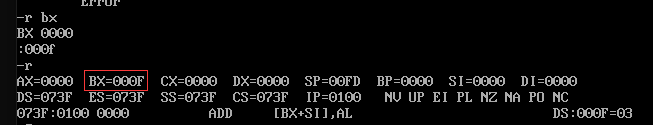 Error
-r bx
BX 0000
:000f
-r
AX=0000 BX=000F CX=0000 DX=0000 SP=00FD BP=0000 SI=0000 DI=0000
DS=073F ES=073F SS=073F CS=073F IP=0100 NV UP EI PL NZ NA PO NC
073F:0100 0000 ADD [BX+SI],AL DS:000F=03